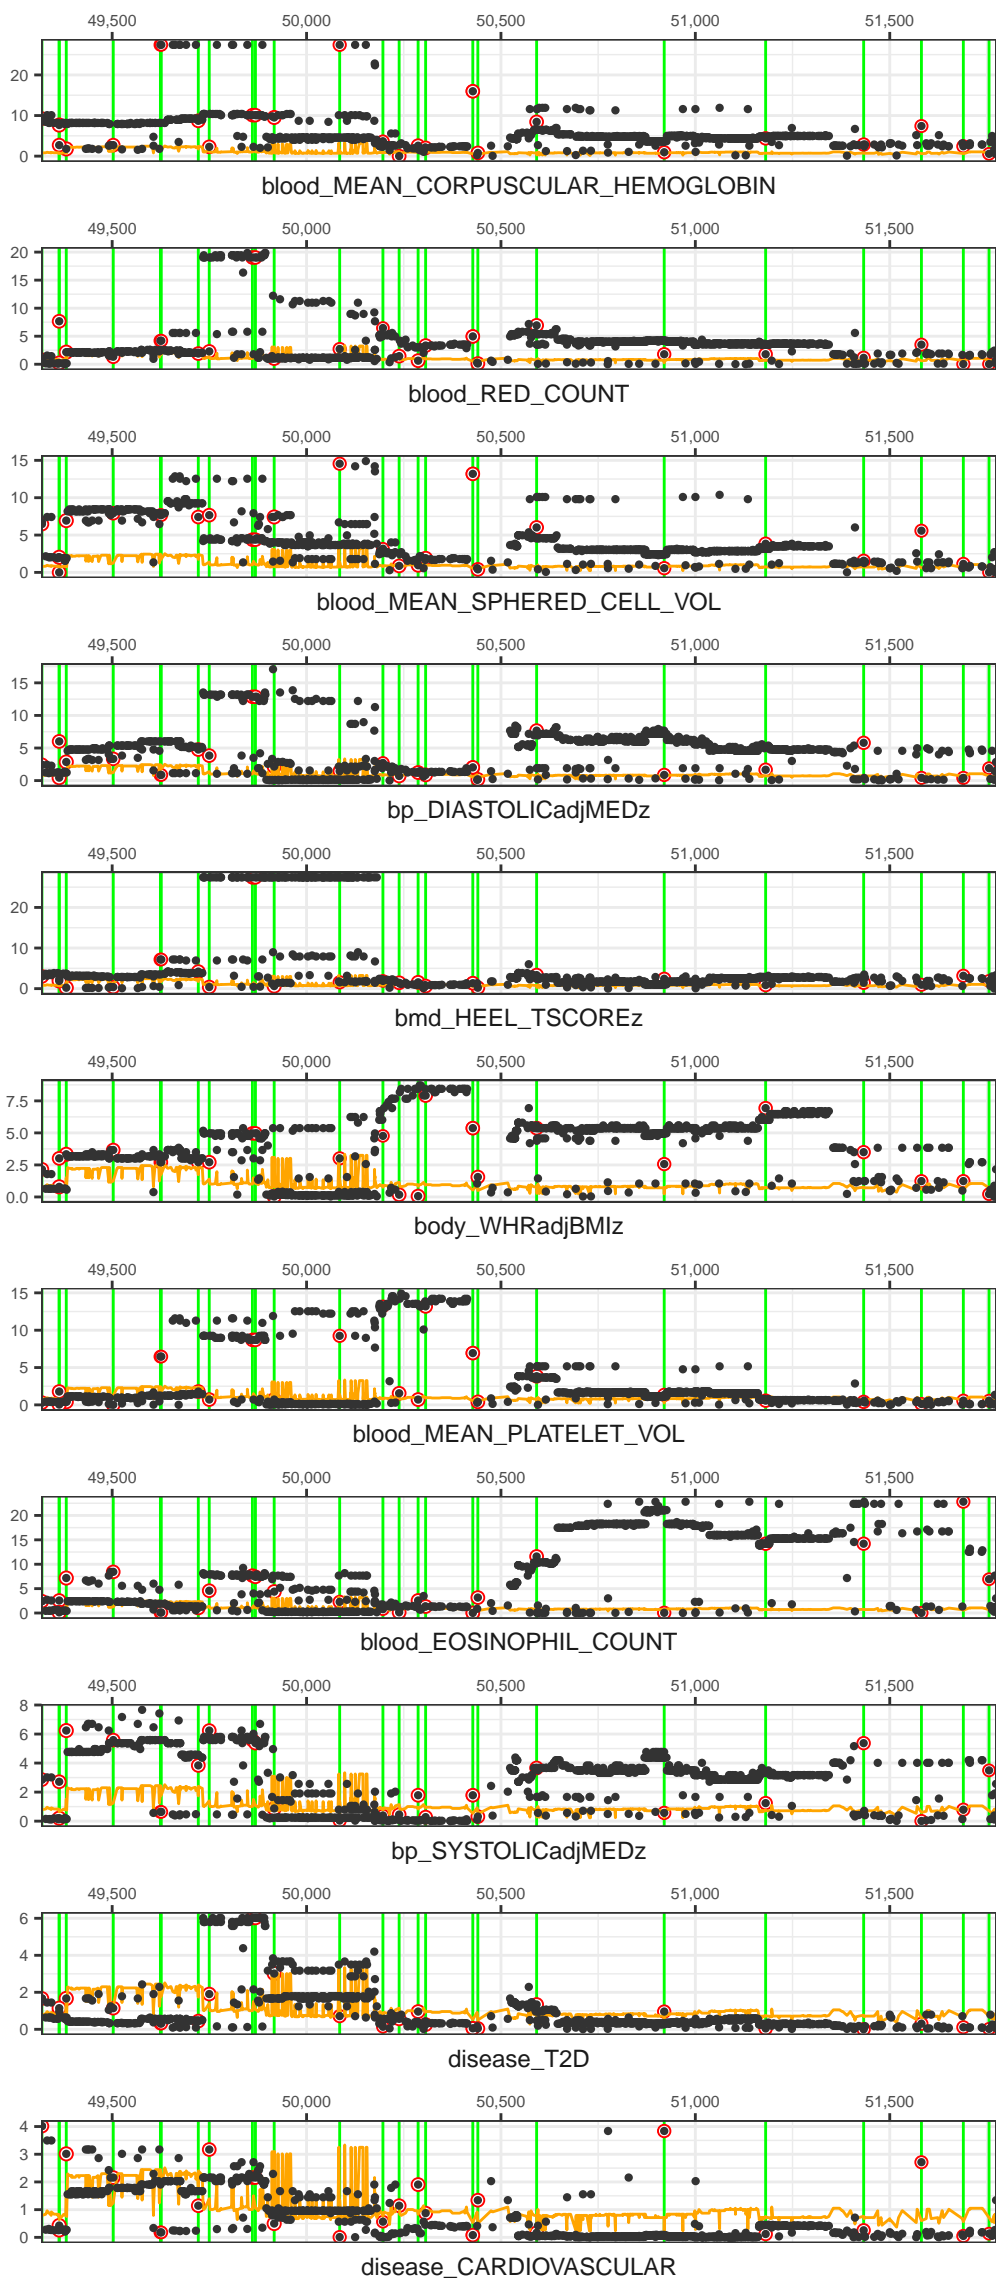 49,500 50,000 50,500 51,000 51,500
20
10
0
blood_MEAN_CORPUSCULAR_HEMOGLOBIN
49,500 50,000 50,500 51,000 51,500
20
15
10
5
0
blood_RED_COUNT
49,500 50,000 50,500 51,000 51,500
15
10
5
0
blood_MEAN_SPHERED_CELL_VOL
49,500 50,000 50,500 51,000 51,500
15
10
5
0
bp_DIASTOLICadjMEDz
49,500 50,000 50,500 51,000 51,500
20
10
0
bmd_HEEL_TSCOREz
49,500 50,000 50,500 51,000 51,500
7.5
5.0
2.5
0.0
body_WHRadjBMIz
49,500 50,000 50,500 51,000 51,500
15
10
5
0
blood_MEAN_PLATELET_VOL
49,500 50,000 50,500 51,000 51,500
20
15
10
5
0
blood_EOSINOPHIL_COUNT
49,500 50,000 50,500 51,000 51,500
8
6
4
2
0
bp_SYSTOLICadjMEDz
49,500 50,000 50,500 51,000 51,500
6
4
2
0
disease_T2D
49,500 50,000 50,500 51,000 51,500
4
3
2
1
0
disease_CARDIOVASCULAR